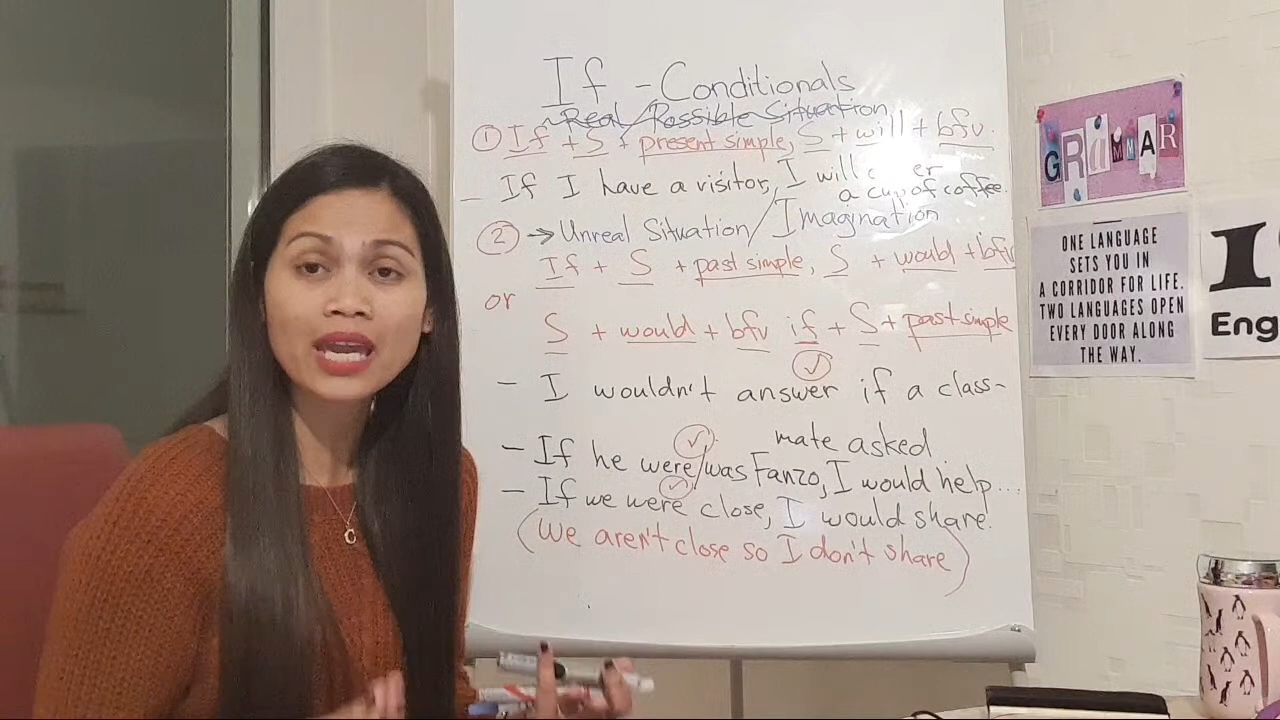 If - Conditionals
Real/Possible Situation
① If + S + present simple, S + will + bfv.
- If I have a visitor, I will er
a cup of coffee.
② → Unreal Situation/Imagination
If + S + past simple, S + would + bfv
or
S + would + bfv if + S + past simple
- I wouldn't answer if a class-
mate asked
- If he were/was Fanzo, I would help...
- If we were close, I would share.
(We aren't close so I don't share)
GRAMMAR
ONE LANGUAGE
SETS YOU IN
A CORRIDOR FOR LIFE.
TWO LANGUAGES OPEN
EVERY DOOR ALONG
THE WAY.
I
Eng
C